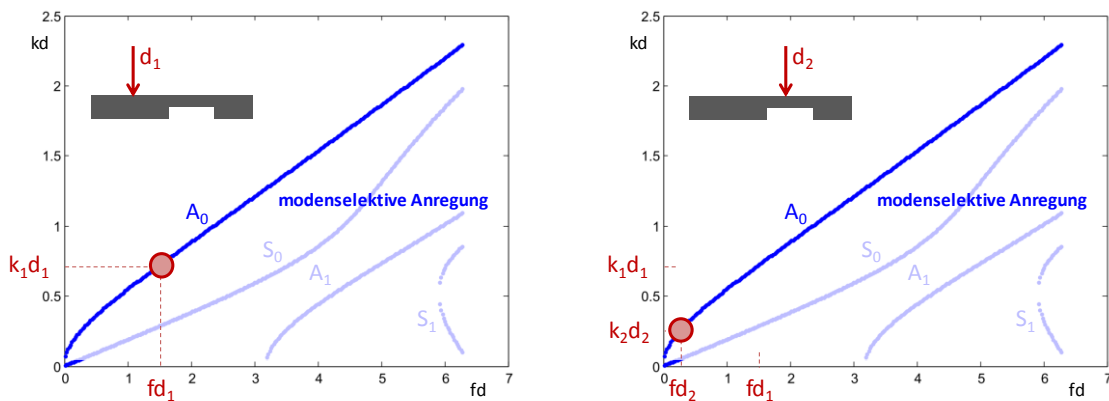 2.5
kd
d₁
2
1.5
modenselektive Anregung
A₀
1
S₀
k₁d₁
A₁
0.5
S₁
0
0 1 2 3 4 5 6 7
fd₁ fd
2.5
kd
d₂
2
1.5
modenselektive Anregung
A₀
1
S₀
k₁d₁
A₁
0.5
k₂d₂
S₁
0
0 1 2 3 4 5 6 7
fd₂ fd₁ fd